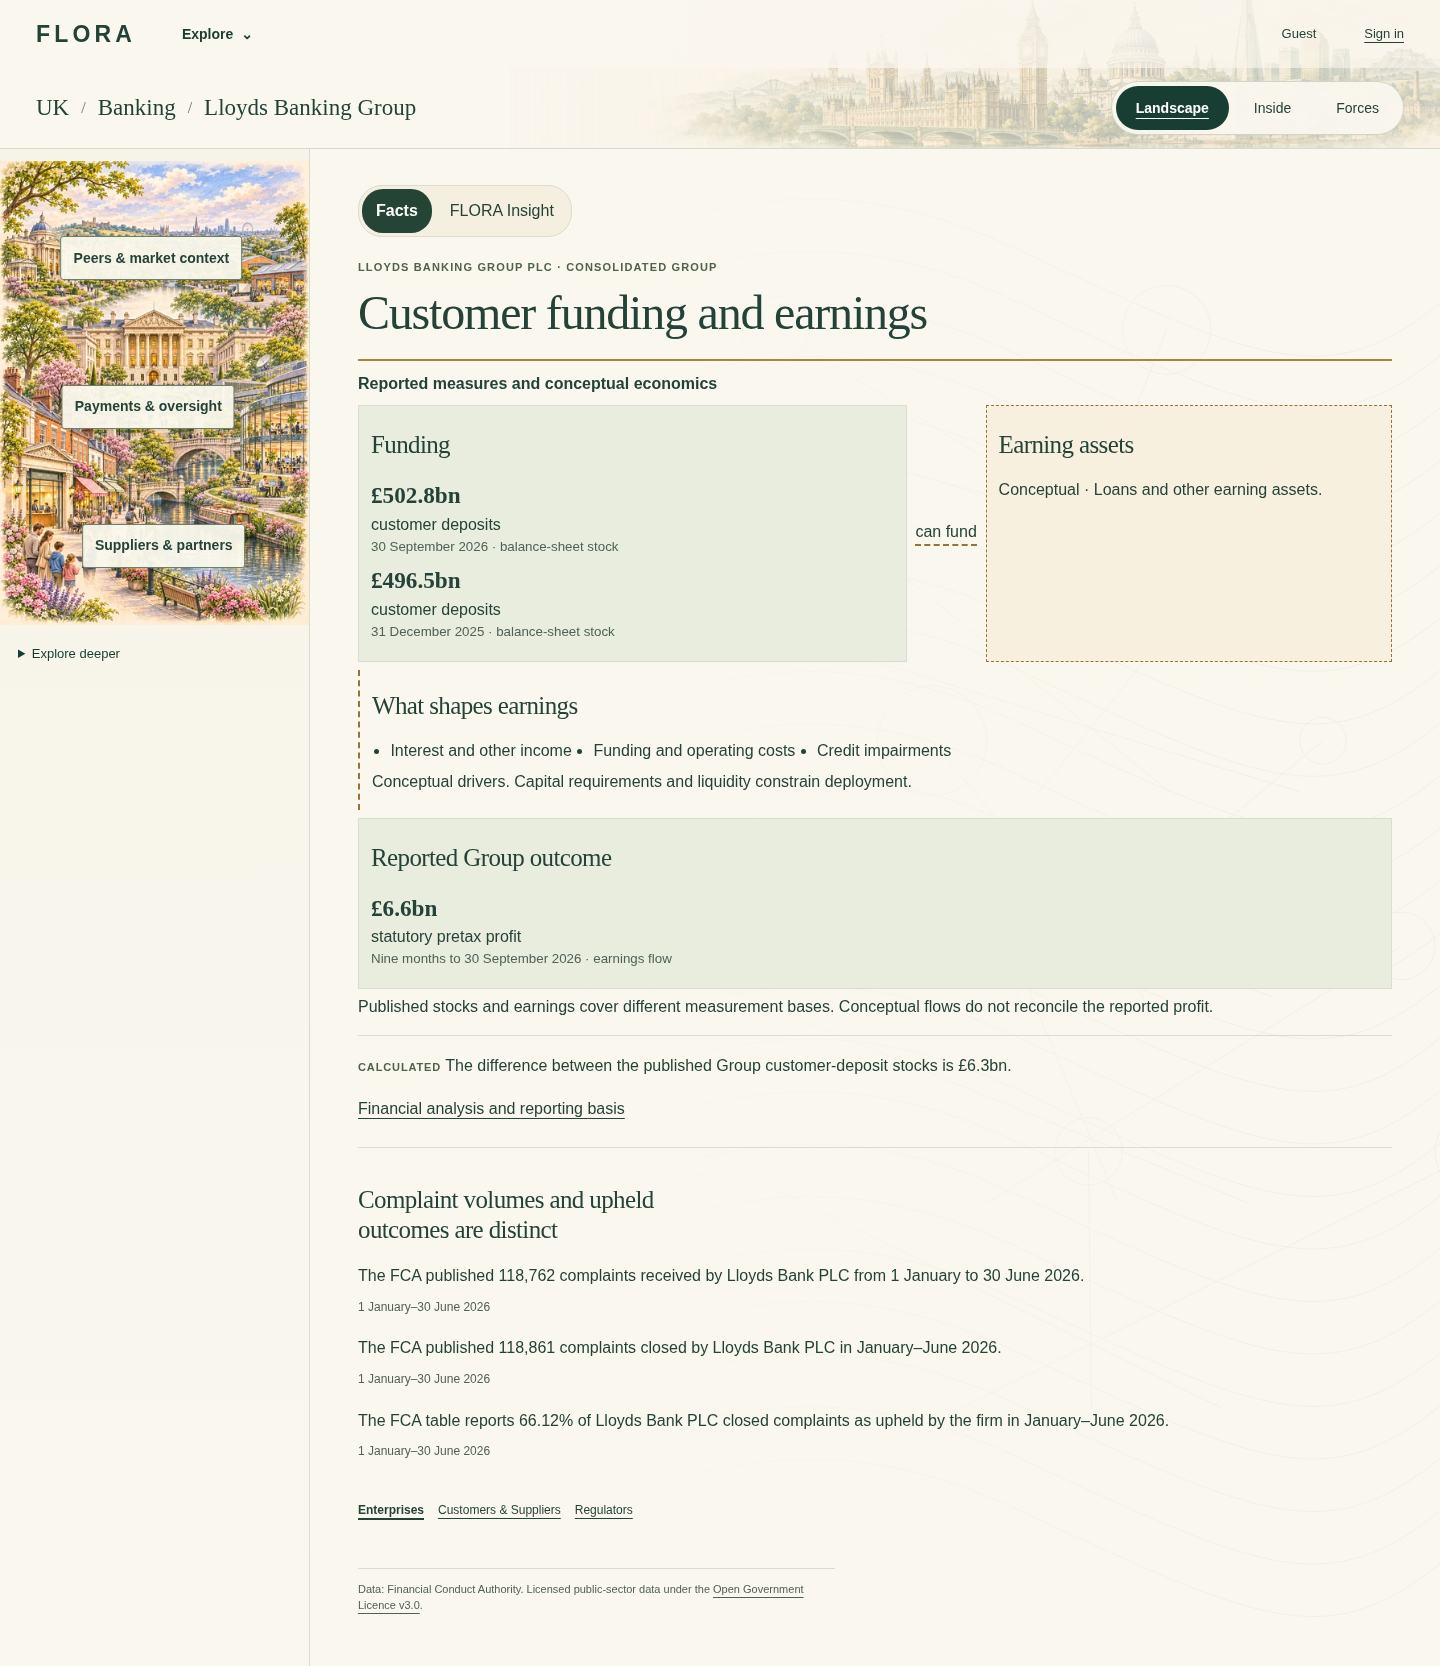 FLORA
Explore
Guest
Sign in
UK / Banking / Lloyds Banking Group
Landscape
Inside
Forces
Peers & market context
Payments & oversight
Suppliers & partners
Explore deeper
Facts
FLORA Insight
LLOYDS BANKING GROUP PLC · CONSOLIDATED GROUP
Customer funding and earnings
Reported measures and conceptual economics
Funding
£502.8bn
customer deposits
30 September 2026 · balance-sheet stock
£496.5bn
customer deposits
31 December 2025 · balance-sheet stock
can fund
Earning assets
Conceptual · Loans and other earning assets.
What shapes earnings
• Interest and other income • Funding and operating costs • Credit impairments
Conceptual drivers. Capital requirements and liquidity constrain deployment.
Reported Group outcome
£6.6bn
statutory pretax profit
Nine months to 30 September 2026 · earnings flow
Published stocks and earnings cover different measurement bases. Conceptual flows do not reconcile the reported profit.
CALCULATED The difference between the published Group customer-deposit stocks is £6.3bn.
Financial analysis and reporting basis
Complaint volumes and upheld
outcomes are distinct
The FCA published 118,762 complaints received by Lloyds Bank PLC from 1 January to 30 June 2026.
1 January–30 June 2026
The FCA published 118,861 complaints closed by Lloyds Bank PLC in January–June 2026.
1 January–30 June 2026
The FCA table reports 66.12% of Lloyds Bank PLC closed complaints as upheld by the firm in January–June 2026.
1 January–30 June 2026
Enterprises
Customers & Suppliers
Regulators
Data: Financial Conduct Authority. Licensed public-sector data under the Open Government
Licence v3.0.